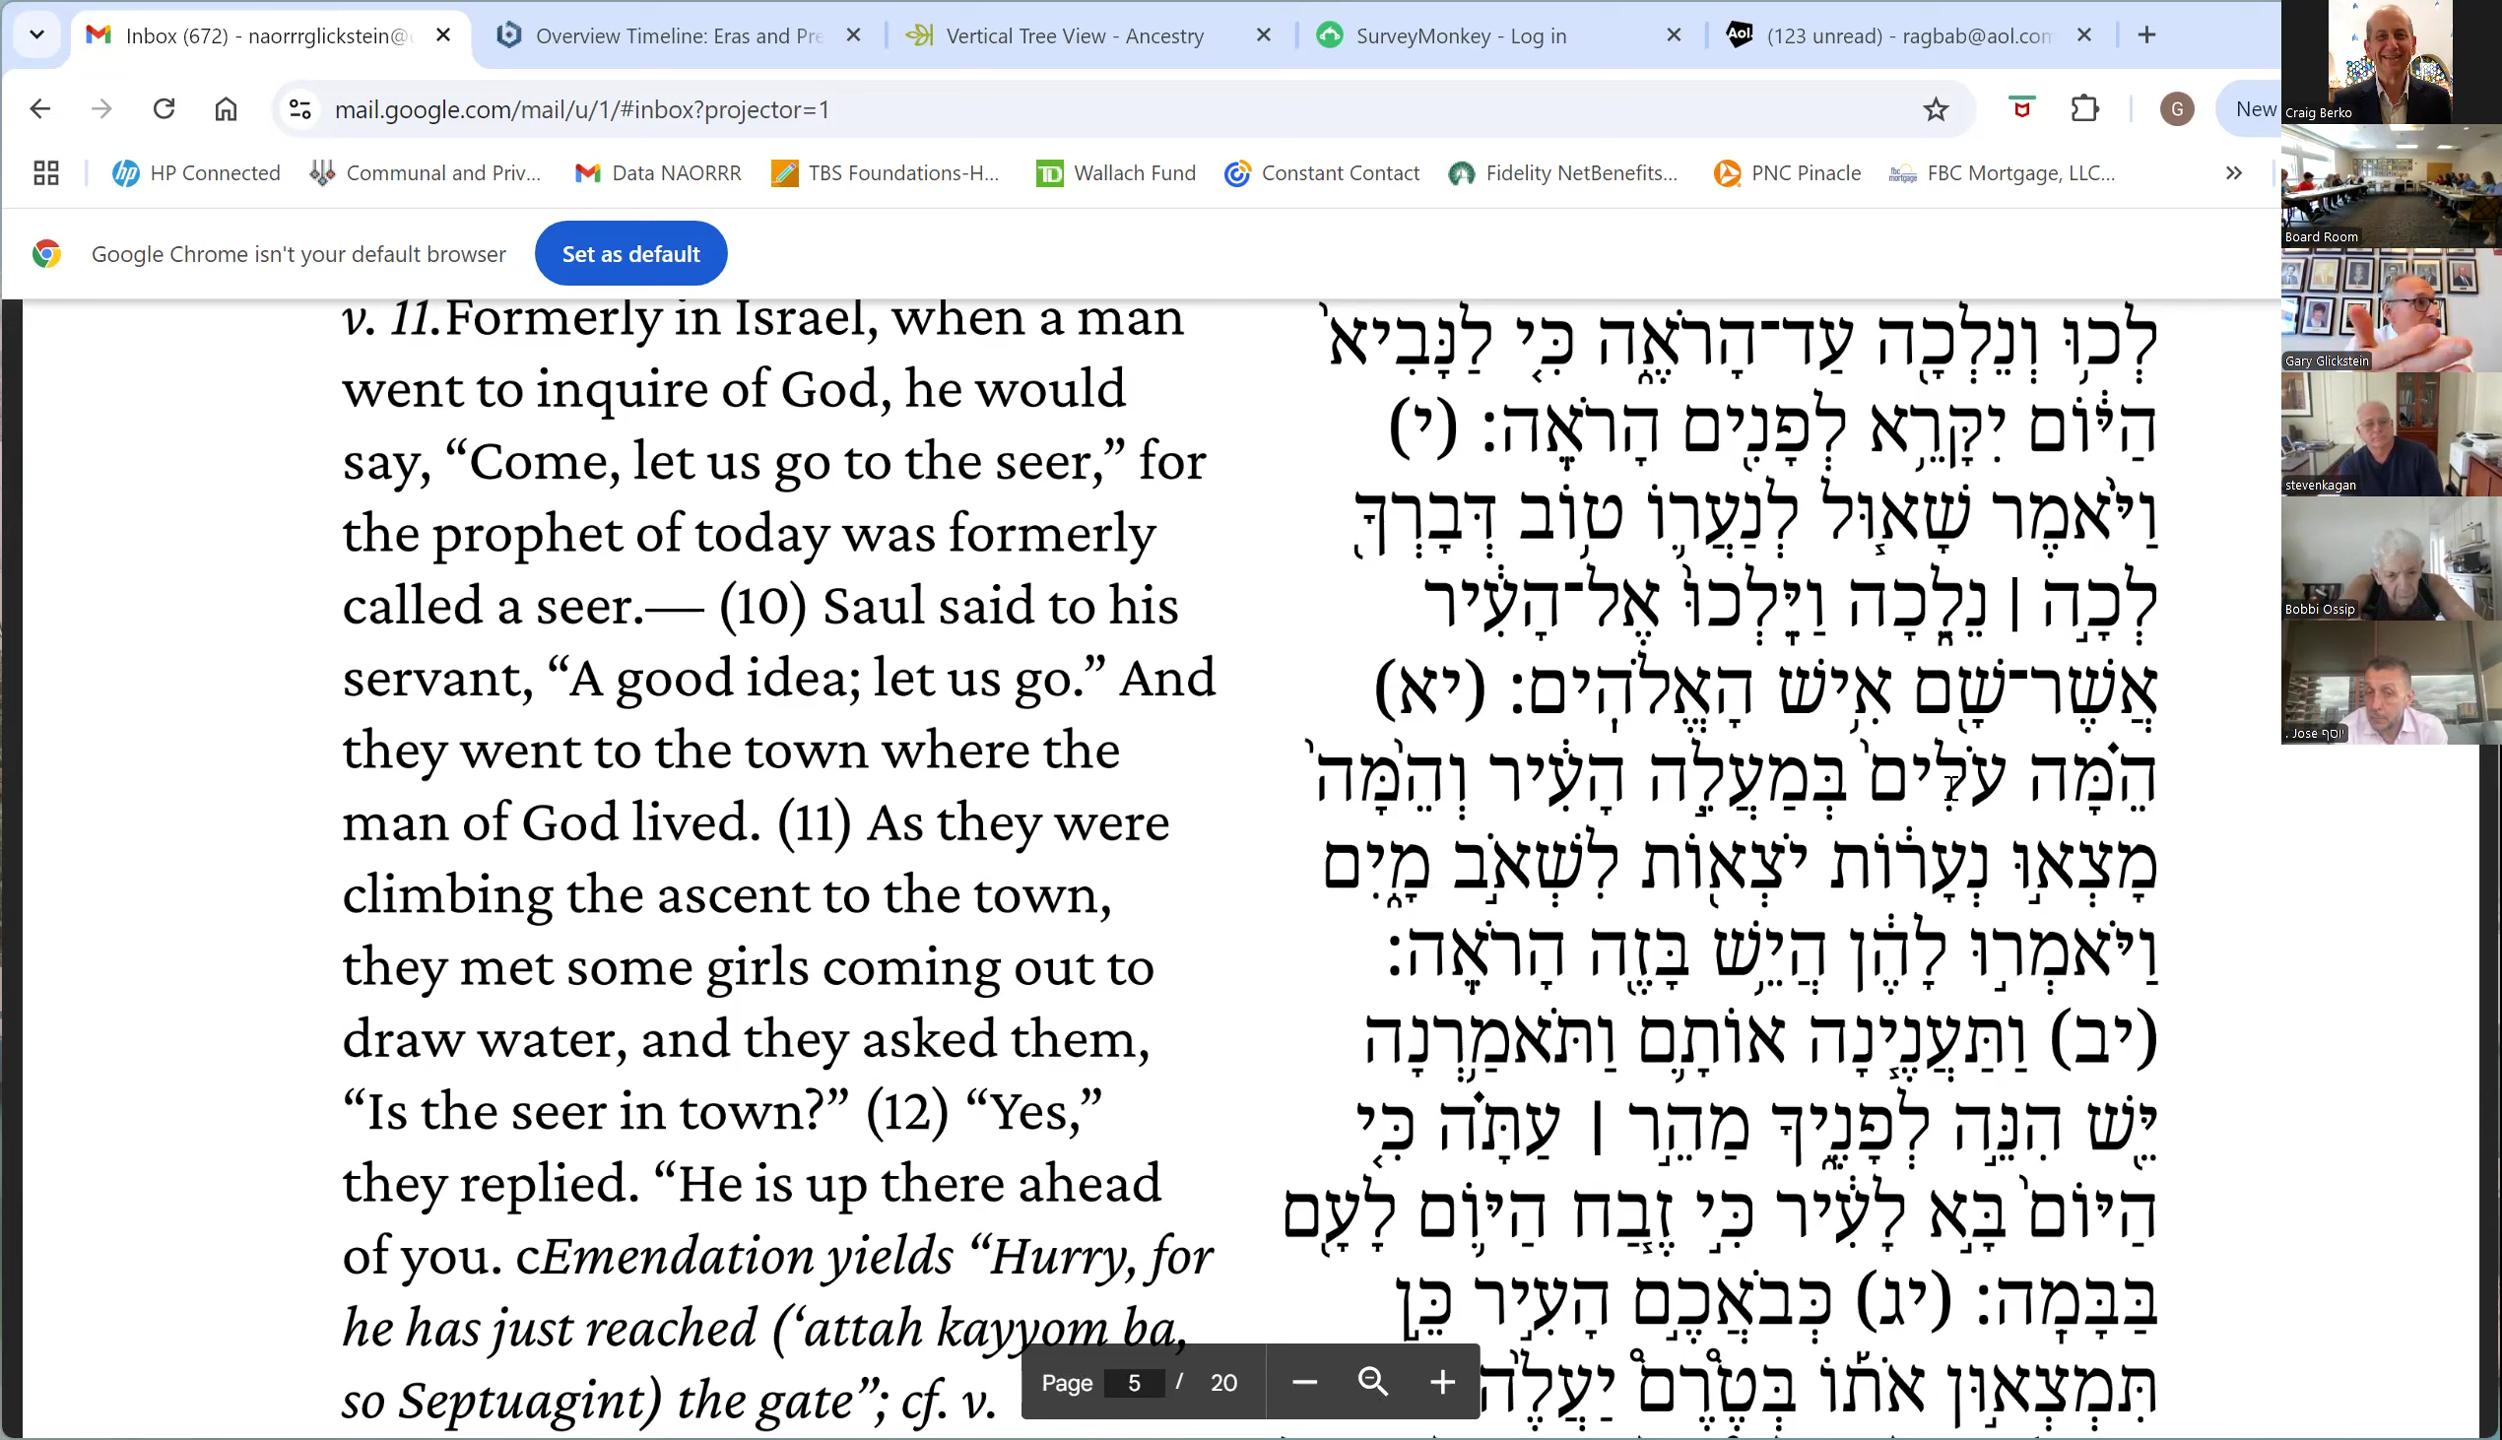 Inbox (672) - naorrrglickstein@
Overview Timeline: Eras and Pre
Vertical Tree View - Ancestry
SurveyMonkey - Log in
Aol.
(123 unread) - ragbab@aol.com
mail.google.com/mail/u/1/#inbox?projector=1
G
New
hp HP Connected
Communal and Priv...
Data NAORRR
TBS Foundations-H...
TD Wallach Fund
Constant Contact
Fidelity NetBenefits...
PNC Pinacle
FBC Mortgage, LLC...
Google Chrome isn't your default browser
Set as default
v. 11.Formerly in Israel, when a man
went to inquire of God, he would
say, “Come, let us go to the seer,” for
the prophet of today was formerly
called a seer.— (10) Saul said to his
servant, “A good idea; let us go.” And
they went to the town where the
man of God lived. (11) As they were
climbing the ascent to the town,
they met some girls coming out to
draw water, and they asked them,
“Is the seer in town?” (12) “Yes,”
they replied. “He is up there ahead
of you. cEmendation yields “Hurry, for
he has just reached (‘attah kayyom ba,
so Septuagint) the gate”; cf. v.
לְכ֥וּ וְנֵלְכָ֖ה עַד־הָרֹאֶ֑ה כִּ֤י לַנָּבִיא֙
הַיּ֔וֹם יִקָּרֵ֥א לְפָנִ֖ים הָרֹאֶֽה׃ (י)
וַיֹּ֨אמֶר שָׁא֧וּל לְנַעֲר֛וֹ ט֥וֹב דְּבָרְךָ֖
לְכָ֣ה ׀ נֵלֵ֑כָה וַיֵּֽלְכוּ֙ אֶל־הָעִ֔יר
אֲשֶׁר־שָׁ֖ם אִ֥ישׁ הָאֱלֹהִֽים׃ (יא)
הֵ֗מָּה עֹלִים֙ בְּמַעֲלֵ֣ה הָעִ֔יר וְהֵ֙מָּה֙
מָצְא֣וּ נְעָר֔וֹת יֹצְא֖וֹת לִשְׁאֹ֣ב מָ֑יִם
וַיֹּאמְר֣וּ לָהֶ֔ן הֲיֵ֥שׁ בָּזֶ֖ה הָרֹאֶֽה׃
(יב) וַתַּעֲנֶ֧ינָה אוֹתָ֛ם וַתֹּאמַ֥רְנָה
יֵּ֖שׁ הִנֵּ֣ה לְפָנֶ֑יךָ מַהֵ֣ר ׀ עַתָּ֗ה כִּ֤י
הַיּוֹם֙ בָּ֣א לָעִ֔יר כִּ֣י זֶ֧בַח הַיּ֛וֹם לָעָ֖ם
בַּבָּמָֽה׃ (יג) כְּבֹאֲכֶ֣ם הָעִ֣יר כֵּ֣ן
תִּמְצְא֣וּן אֹת֡וֹ בְּטֶרֶם֩ יַעֲלֶ֨ה
Page 5 / 20
Craig Berko
Board Room
Gary Glickstein
stevenkagan
Bobbi Ossip
. Jose יוסף